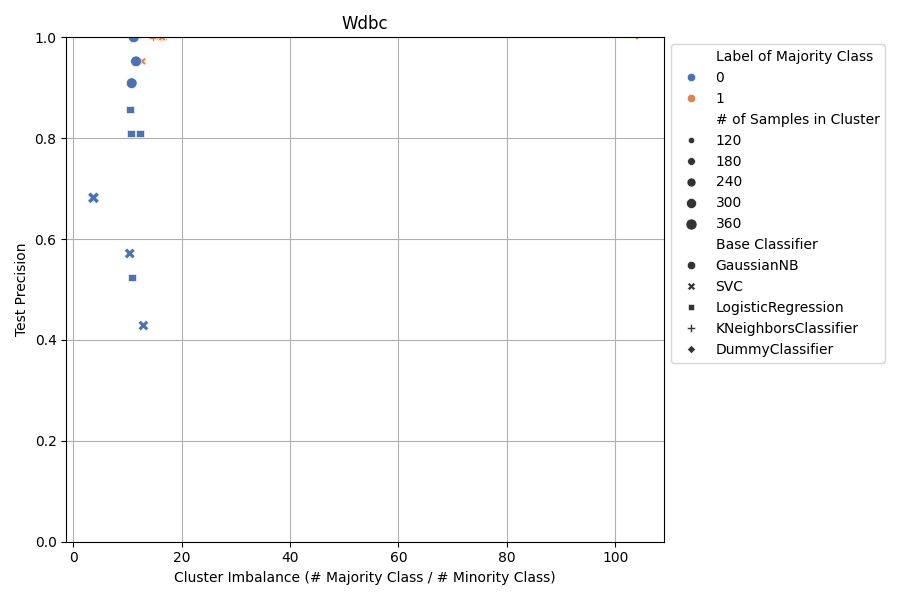 Wdbc
1.0
0.8
0.6
0.4
0.2
0.0
Test Precision
0
20
40
60
80
100
Cluster Imbalance (# Majority Class / # Minority Class)
Label of Majority Class
0
1
# of Samples in Cluster
120
180
240
300
360
Base Classifier
GaussianNB
SVC
LogisticRegression
KNeighborsClassifier
DummyClassifier